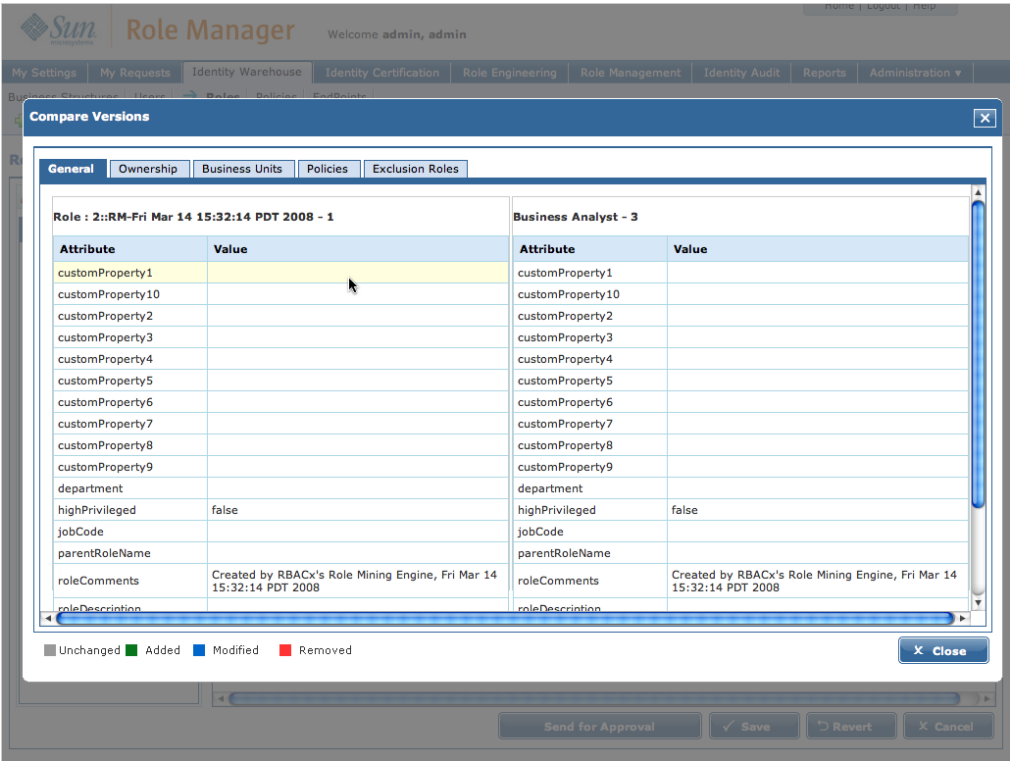 Home | Logout | Help
Sun
microsystems
Role Manager
Welcome admin, admin
My Settings My Requests Identity Warehouse Identity Certification Role Engineering Role Management Identity Audit Reports Administration ▾
Business Structures Users Roles Policies EndPoints
Compare Versions
General Ownership Business Units Policies Exclusion Roles
Role : 2::RM-Fri Mar 14 15:32:14 PDT 2008 - 1 Business Analyst - 3
Attribute Value Attribute Value
customProperty1 customProperty1
customProperty10 customProperty10
customProperty2 customProperty2
customProperty3 customProperty3
customProperty4 customProperty4
customProperty5 customProperty5
customProperty6 customProperty6
customProperty7 customProperty7
customProperty8 customProperty8
customProperty9 customProperty9
department department
highPrivileged false highPrivileged false
jobCode jobCode
parentRoleName parentRoleName
roleComments Created by RBACx's Role Mining Engine, Fri Mar 14 roleComments Created by RBACx's Role Mining Engine, Fri Mar 14
15:32:14 PDT 2008 15:32:14 PDT 2008
roleDescription roleDescription
Unchanged Added Modified Removed X Close
Send for Approval Save Revert X Cancel